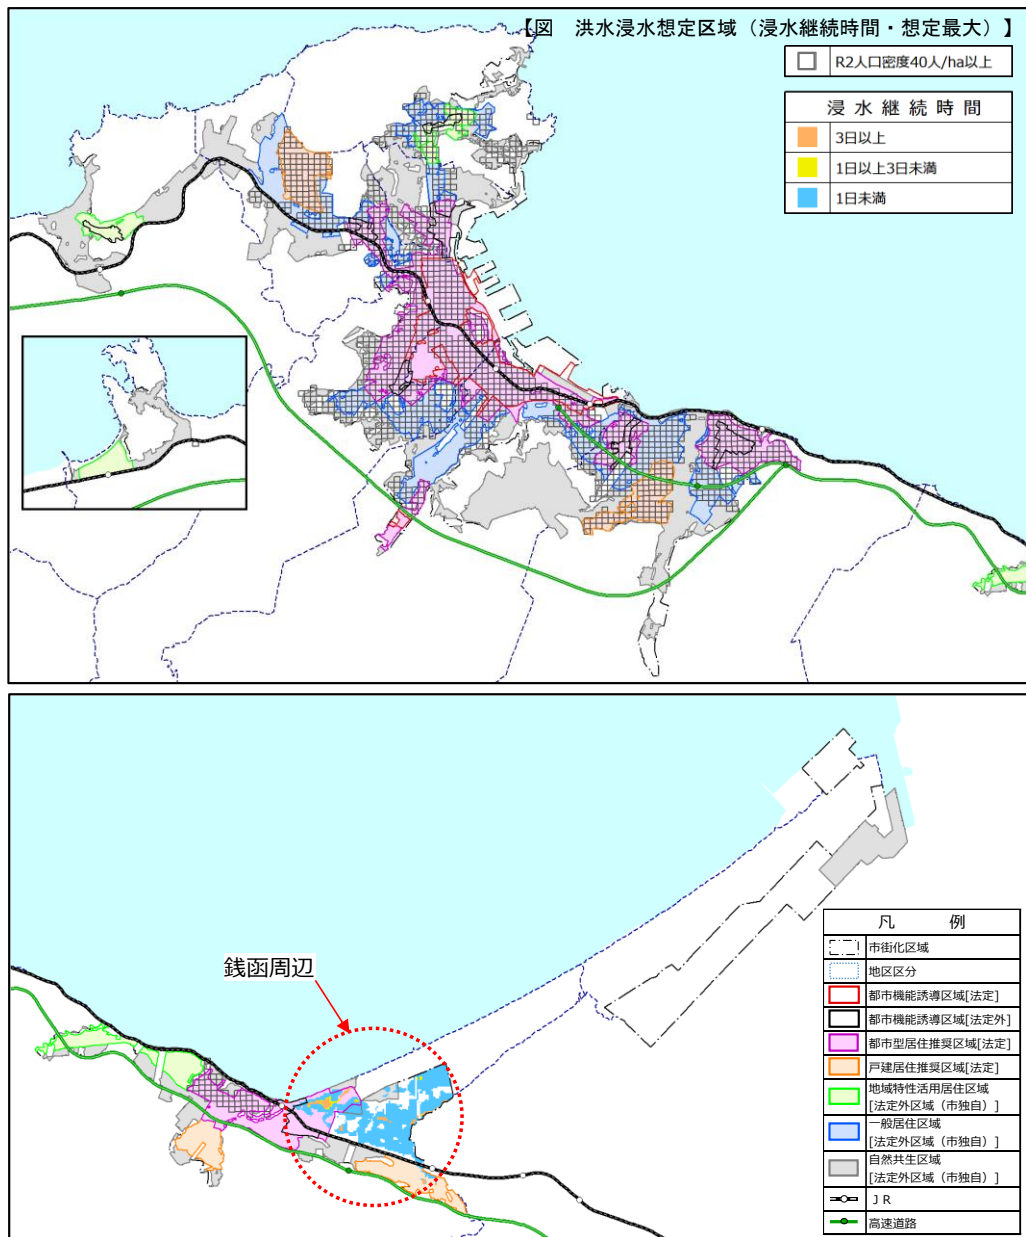 【図 洪水浸水想定区域（浸水継続時間・想定最大）】
R2人口密度40人/ha以上
浸水継続時間
3日以上
1日以上3日未満
1日未満
銭函周辺
凡例
市街化区域
地区区分
都市機能誘導区域[法定]
都市機能誘導区域[法定外]
都市型居住推奨区域[法定]
戸建居住推奨区域[法定]
地域特性活用居住区域
[法定外区域（市独自）]
一般居住区域
[法定外区域（市独自）]
自然共生区域
[法定外区域（市独自）]
ＪＲ
高速道路